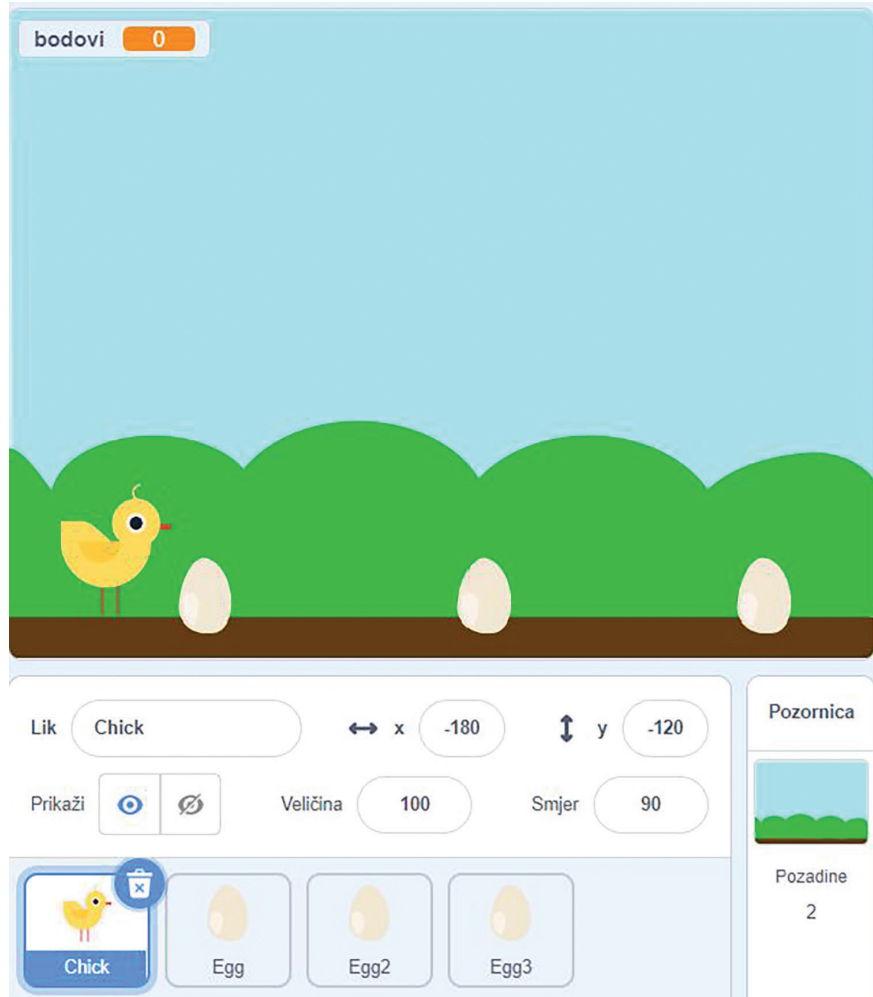 bodovi 0
Lik Chick x -180 y -120
Prikaži Veličina 100 Smjer 90
Pozornica
Pozadine
2
Chick Egg Egg2 Egg3